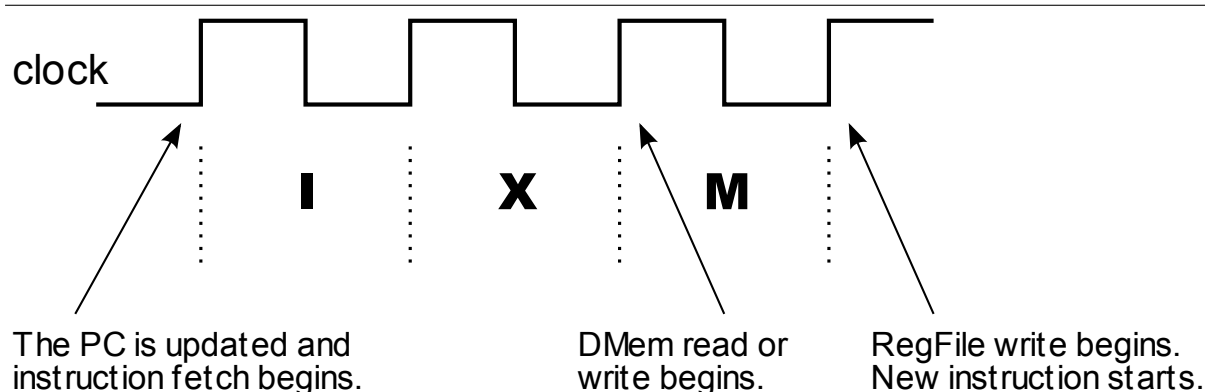 clock
I
X
M
The PC is updated and
instruction fetch begins.
DMem read or
write begins.
RegFile write begins.
New instruction starts.